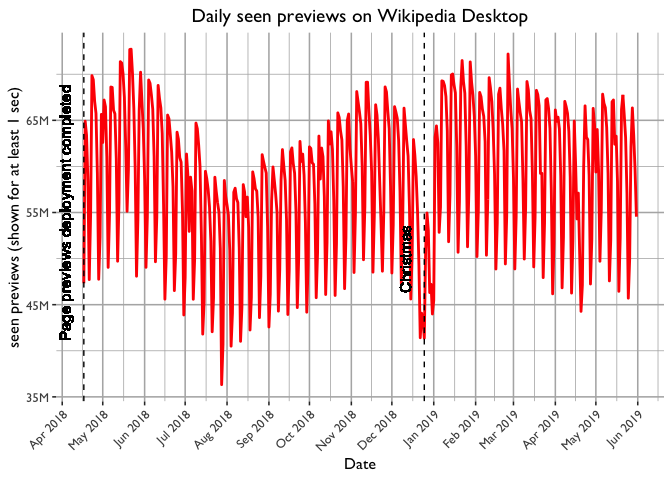 Daily seen previews on Wikipedia Desktop
seen previews (shown for at least 1 sec)
65M
55M
45M
35M
Page previews deployment completed
Christmas
Apr 2018
May 2018
Jun 2018
Jul 2018
Aug 2018
Sep 2018
Oct 2018
Nov 2018
Dec 2018
Jan 2019
Feb 2019
Mar 2019
Apr 2019
May 2019
Jun 2019
Date